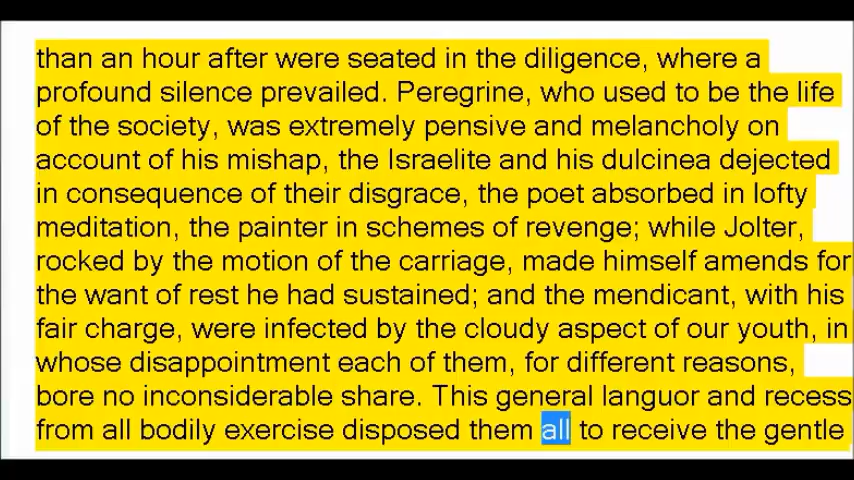 than an hour after were seated in the diligence, where a
profound silence prevailed. Peregrine, who used to be the life
of the society, was extremely pensive and melancholy on
account of his mishap, the Israelite and his dulcinea dejected
in consequence of their disgrace, the poet absorbed in lofty
meditation, the painter in schemes of revenge; while Jolter,
rocked by the motion of the carriage, made himself amends for
the want of rest he had sustained; and the mendicant, with his
fair charge, were infected by the cloudy aspect of our youth, in
whose disappointment each of them, for different reasons,
bore no inconsiderable share. This general languor and recess
from all bodily exercise disposed them all to receive the gentle